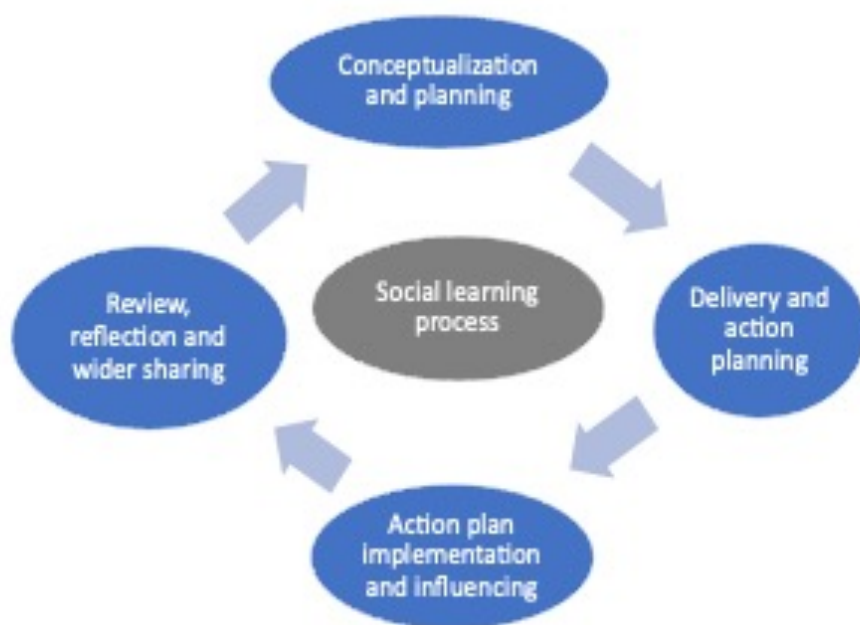 Conceptualization
and planning
Delivery and
action
planning
Action plan
implementation
and influencing
Review,
reflection and
wider sharing
Social learning
process